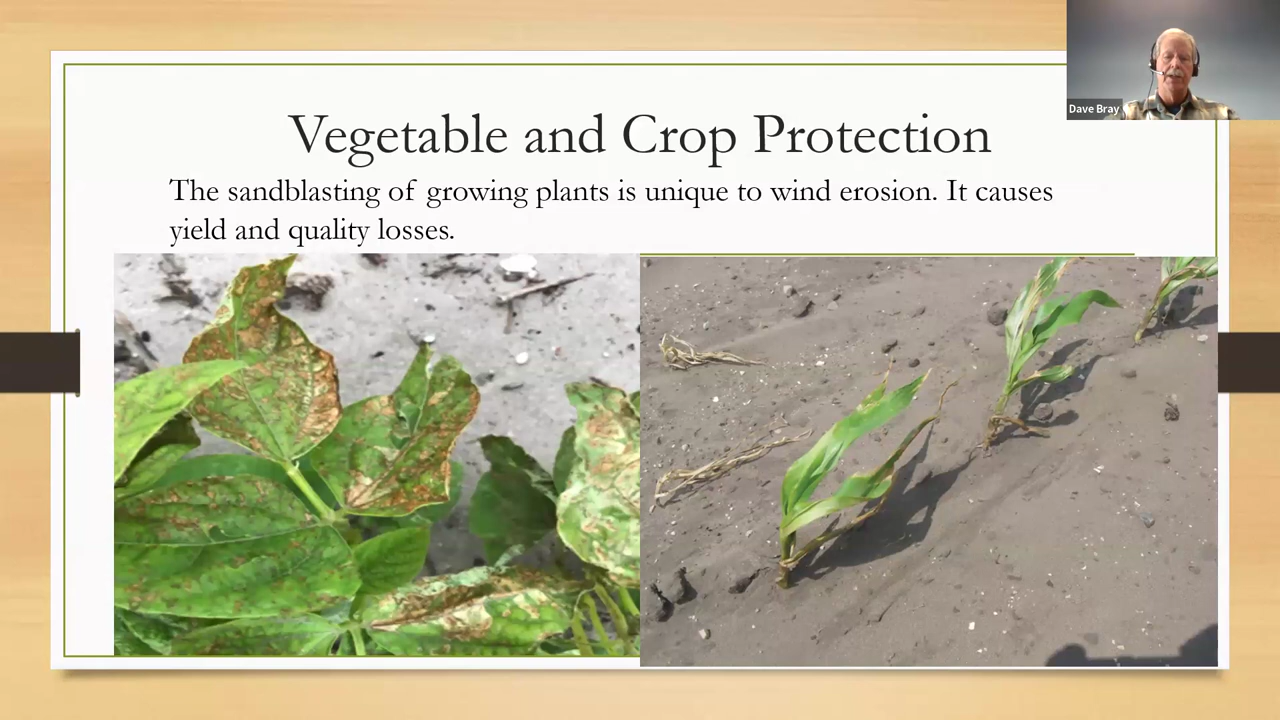 Dave Bray
Vegetable and Crop Protection
The sandblasting of growing plants is unique to wind erosion. It causes
yield and quality losses.